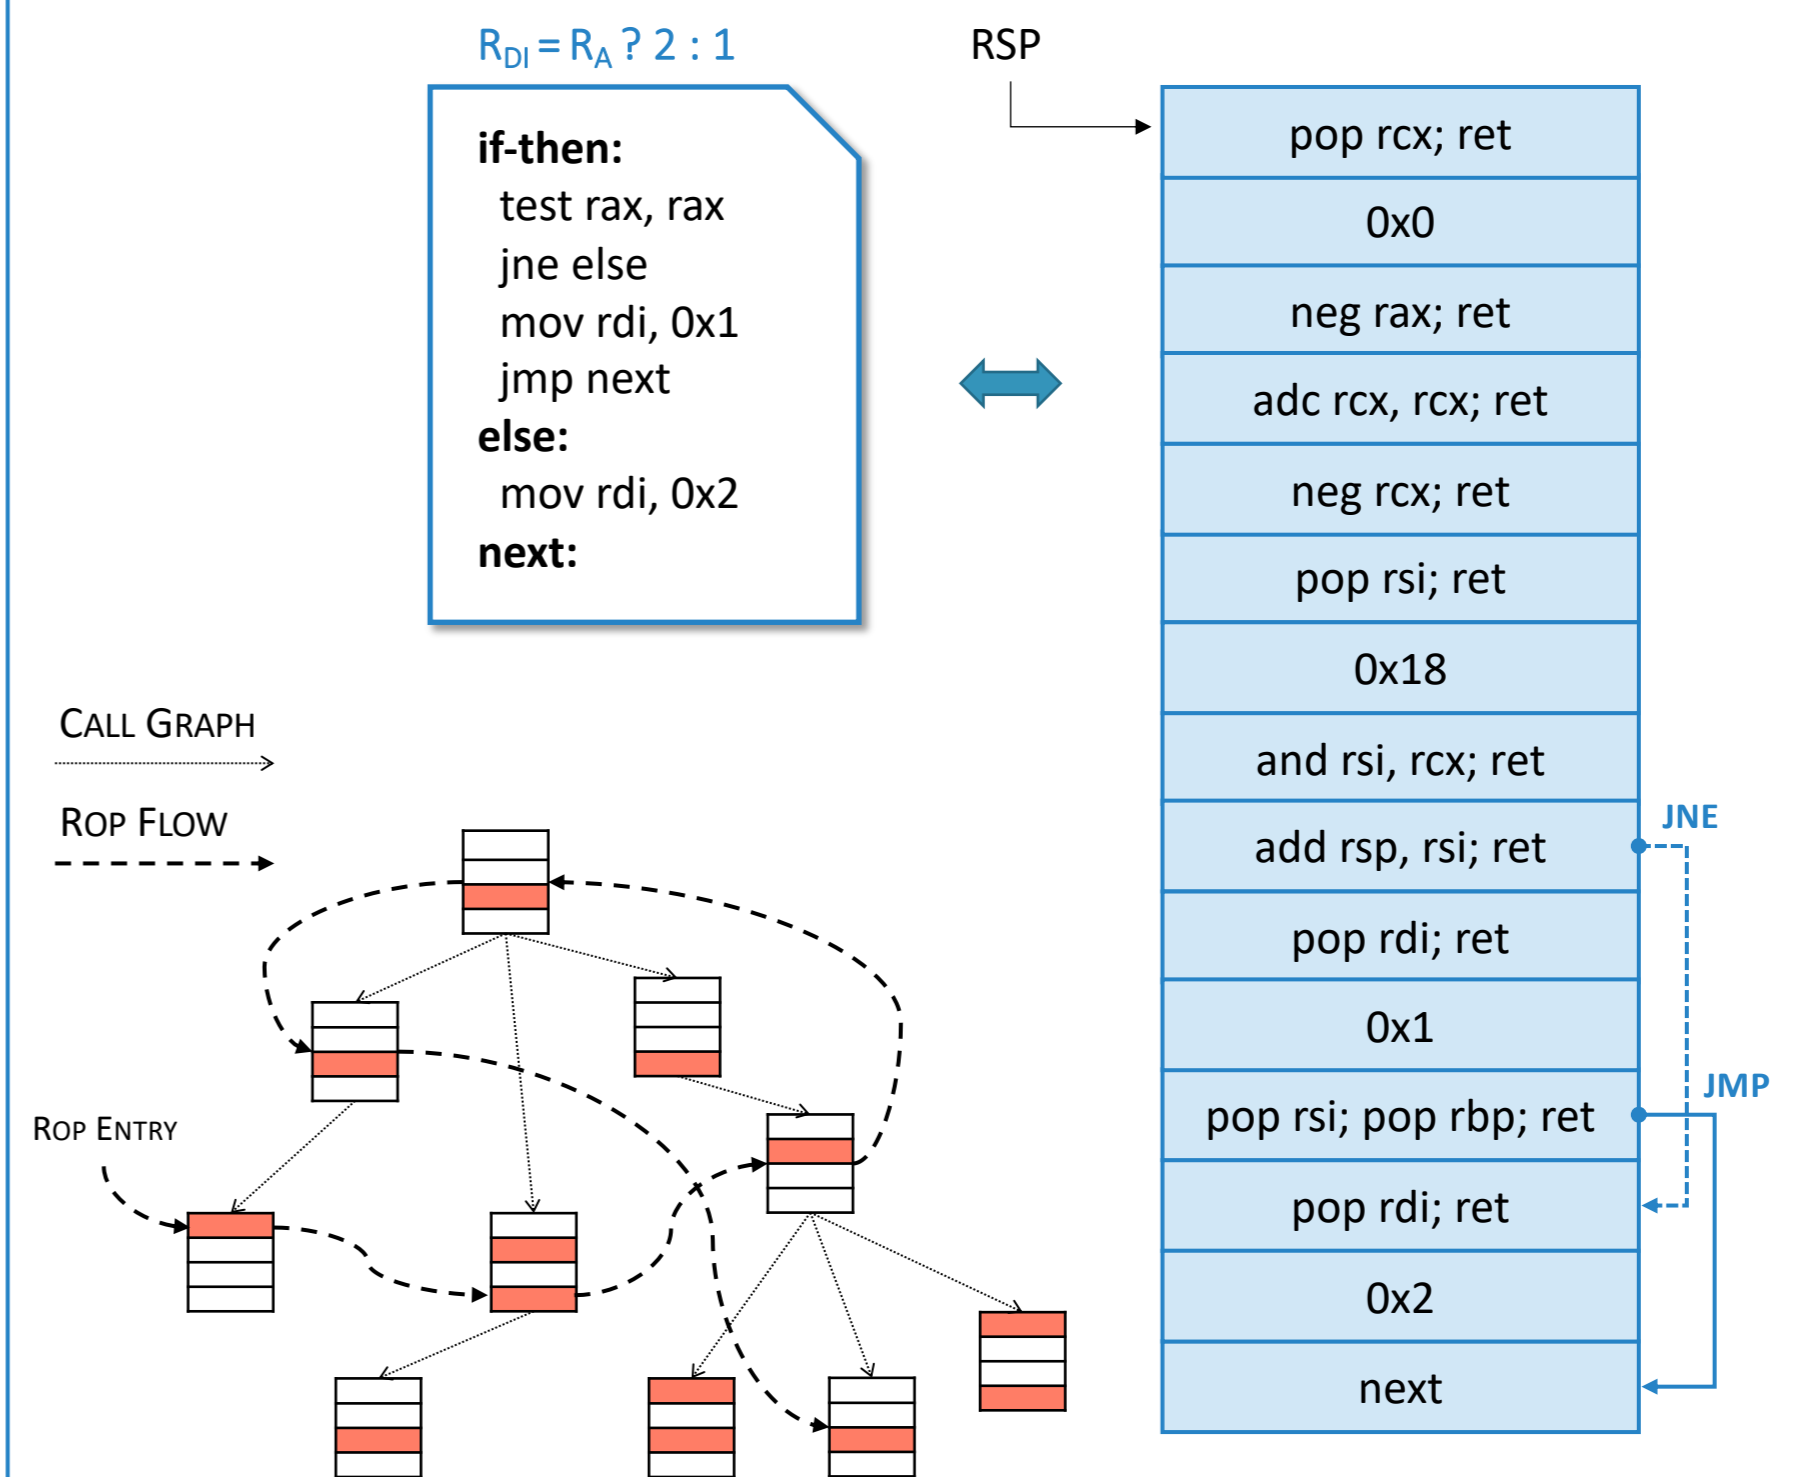 R_DI = R_A ? 2 : 1
if-then:
test rax, rax
jne else
mov rdi, 0x1
jmp next
else:
mov rdi, 0x2
next:
RSP
pop rcx; ret
0x0
neg rax; ret
adc rcx, rcx; ret
neg rcx; ret
pop rsi; ret
0x18
and rsi, rcx; ret
add rsp, rsi; ret
pop rdi; ret
0x1
pop rsi; pop rbp; ret
pop rdi; ret
0x2
next
JNE
JMP
CALL GRAPH
ROP FLOW
ROP ENTRY